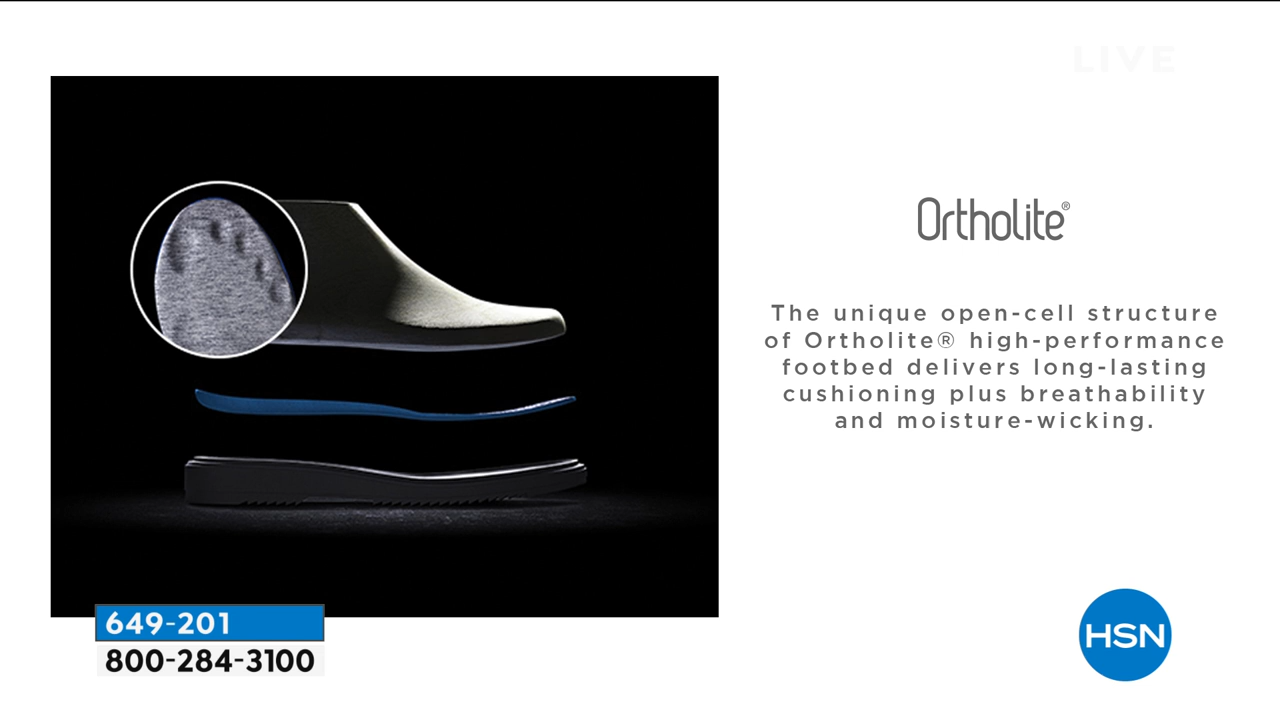 LIVE
Ortholite®
The unique open-cell structure
of Ortholite® high-performance
footbed delivers long-lasting
cushioning plus breathability
and moisture-wicking.
649-201
800-284-3100
HSN